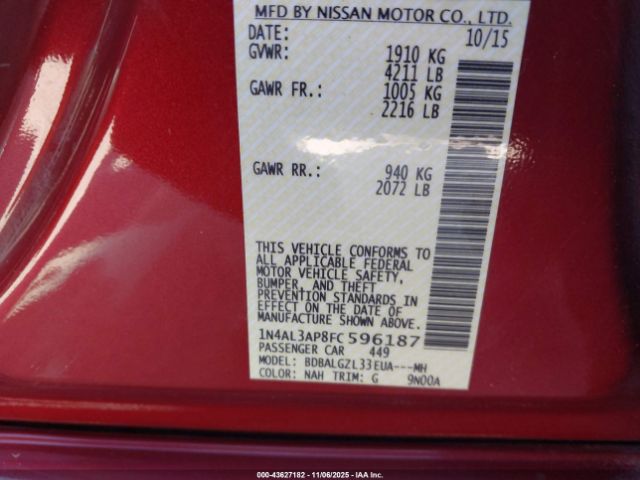 MFD BY NISSAN MOTOR CO., LTD.
DATE: 10/15
GVWR: 1910 KG
4211 LB
GAWR FR.: 1005 KG
2216 LB
GAWR RR.: 940 KG
2072 LB
THIS VEHICLE CONFORMS TO
ALL APPLICABLE FEDERAL
MOTOR VEHICLE SAFETY,
BUMPER, AND THEFT
PREVENTION STANDARDS IN
EFFECT ON THE DATE OF
MANUFACTURE SHOWN ABOVE.
1N4AL3AP8FC596187
PASSENGER CAR 449
MODEL: BDBALGZL33EUA---MH
COLOR: NAH TRIM: G 9N00A
000-43627182 - 11/06/2025 - IAA Inc.